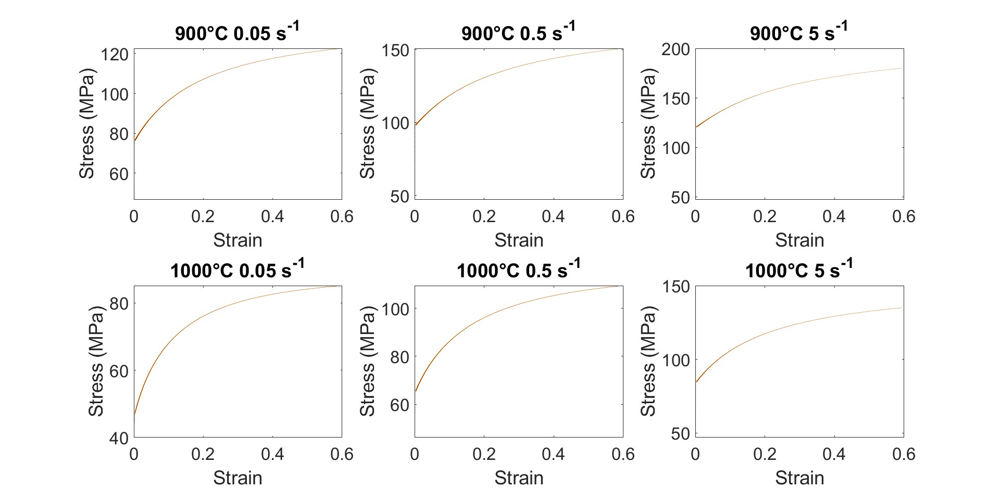 900°C 0.05 s-1
900°C 0.5 s-1
900°C 5 s-1
Stress (MPa)
120
100
80
60
0
0.2
0.4
0.6
Strain
Stress (MPa)
150
100
50
0
0.2
0.4
0.6
Strain
Stress (MPa)
200
150
100
50
0
0.2
0.4
0.6
Strain
1000°C 0.05 s-1
1000°C 0.5 s-1
1000°C 5 s-1
Stress (MPa)
80
60
40
0
0.2
0.4
0.6
Strain
Stress (MPa)
100
80
60
0
0.2
0.4
0.6
Strain
Stress (MPa)
150
100
50
0
0.2
0.4
0.6
Strain